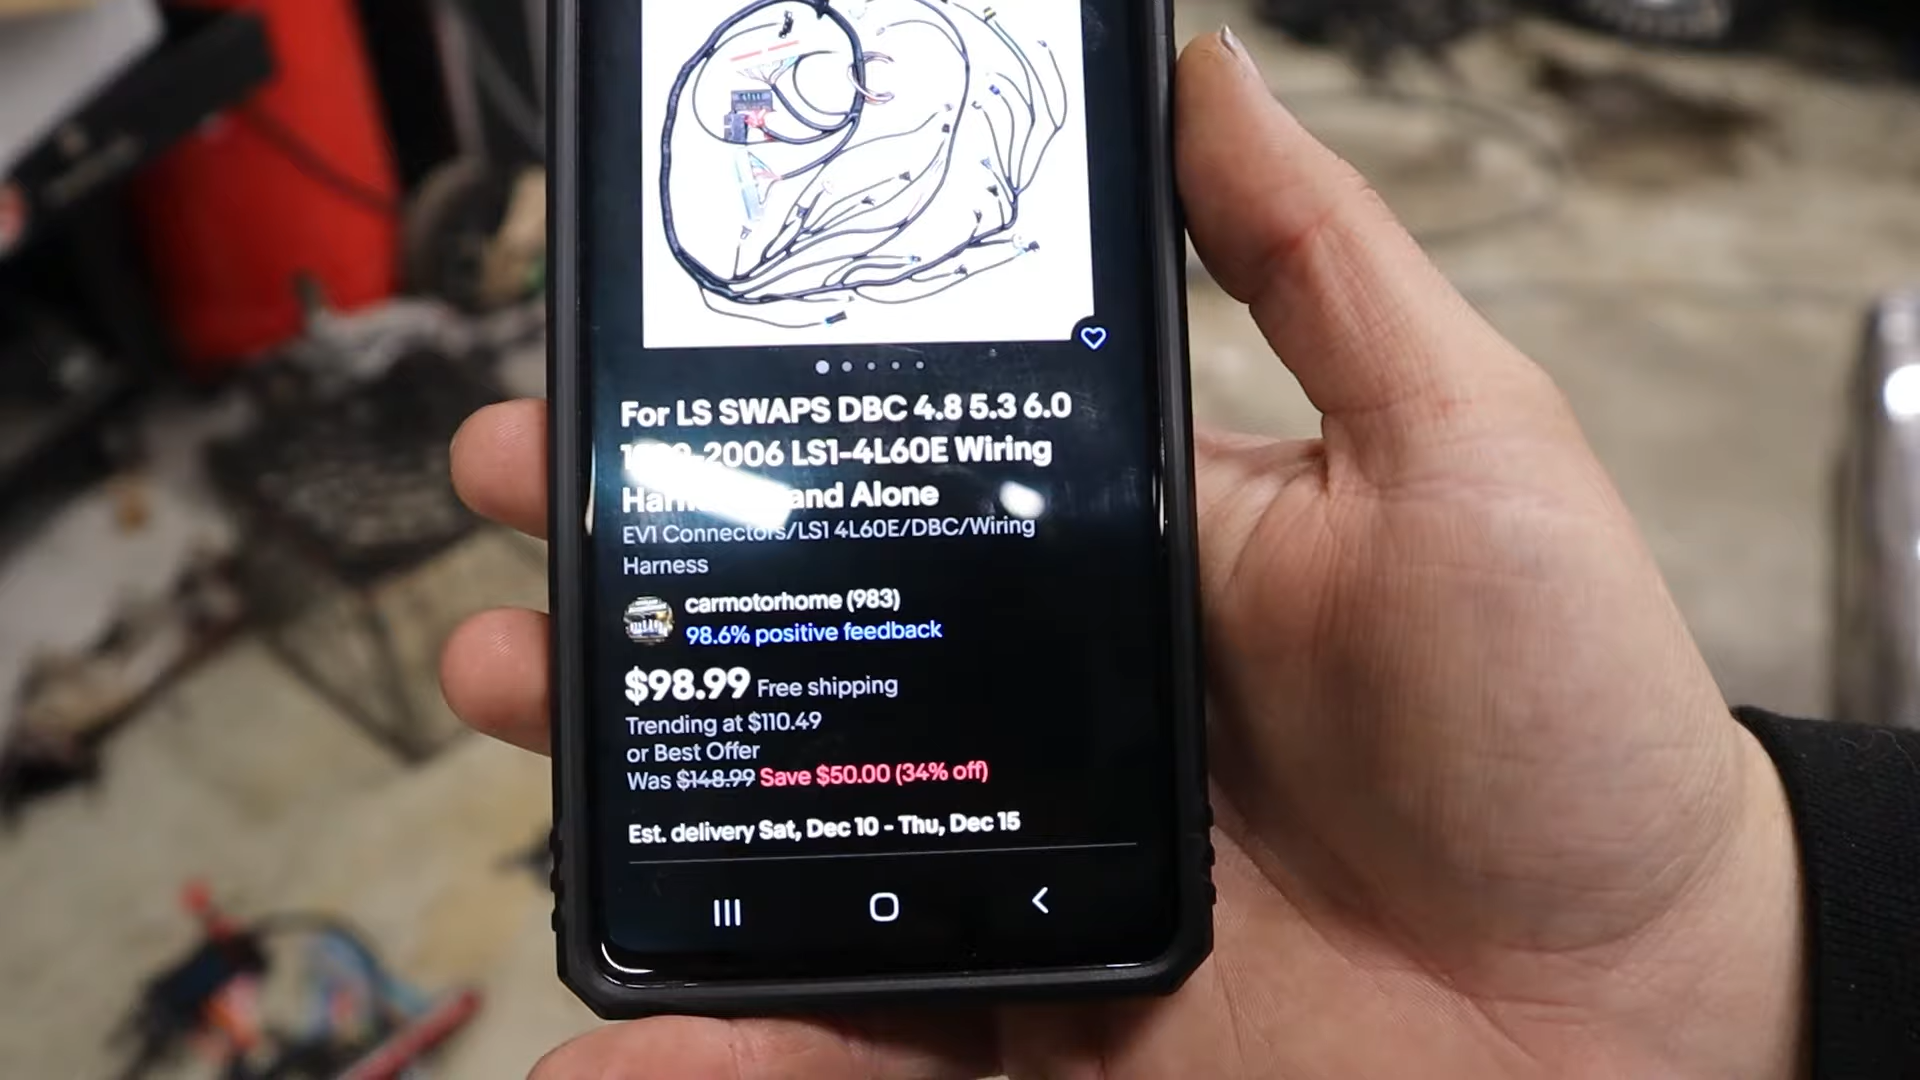 For LS SWAPS DBC 4.8 5.3 6.0
-2006 LS1-4L60E Wiring
and Alone
EV1 Connectors/LS1 4L60E/DBC/Wiring
Harness
carmotorhome (983)
98.6% positive feedback
$98.99 Free shipping
Trending at $110.49
or Best Offer
Was $148.99 Save $50.00 (34% off)
Est. delivery Sat, Dec 10 - Thu, Dec 15